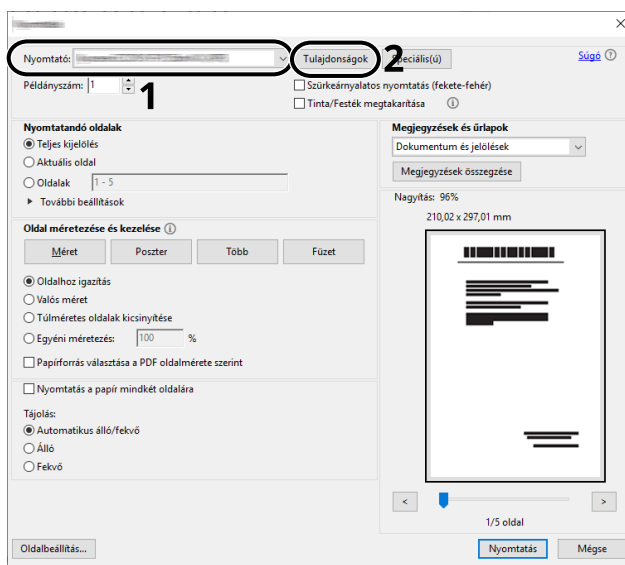 Nyomtató: Tulajdonságok 2 Speciális(ú) Súgó
Példányszám: 1 1 Szürkeárnyalatos nyomtatás (fekete-fehér)
Tinta/Festék megtakarítása
Nyomtatandó oldalak
Teljes kijelölés
Aktuális oldal
Oldalak 1 - 5
További beállítások
Oldal méretezése és kezelése
Méret Poszter Több Füzet
Oldalhoz igazítás
Valós méret
Túlméretes oldalak kicsinyítése
Egyéni méretezés: 100 %
Papírforrás választása a PDF oldalmérete szerint
Nyomtatás a papír mindkét oldalára
Tájolás:
Automatikus álló/fekvő
Álló
Fekvő
Megjegyzések és űrlapok
Dokumentum és jelölések
Megjegyzések összegzése
Nagyítás: 96%
210,02 x 297,01 mm
< >
1/5 oldal
Oldalbeállítás... Nyomtatás Mégse